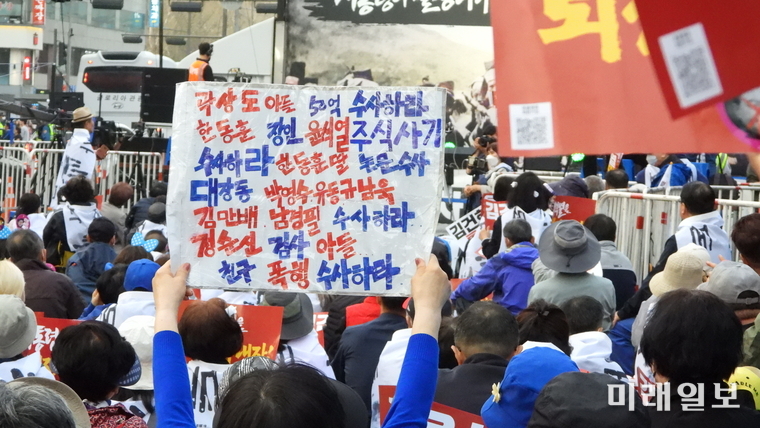 곽상도 아들 50억 수사하라
한동훈 장인 윤석열 주식사기
수사하라 한동훈딸 논문수사
대장동 박영수 유동규 남욱
김만배 남경필 수사하라
정순신 검사 아들
친구 폭행 수사하라
퇴진
미래일보